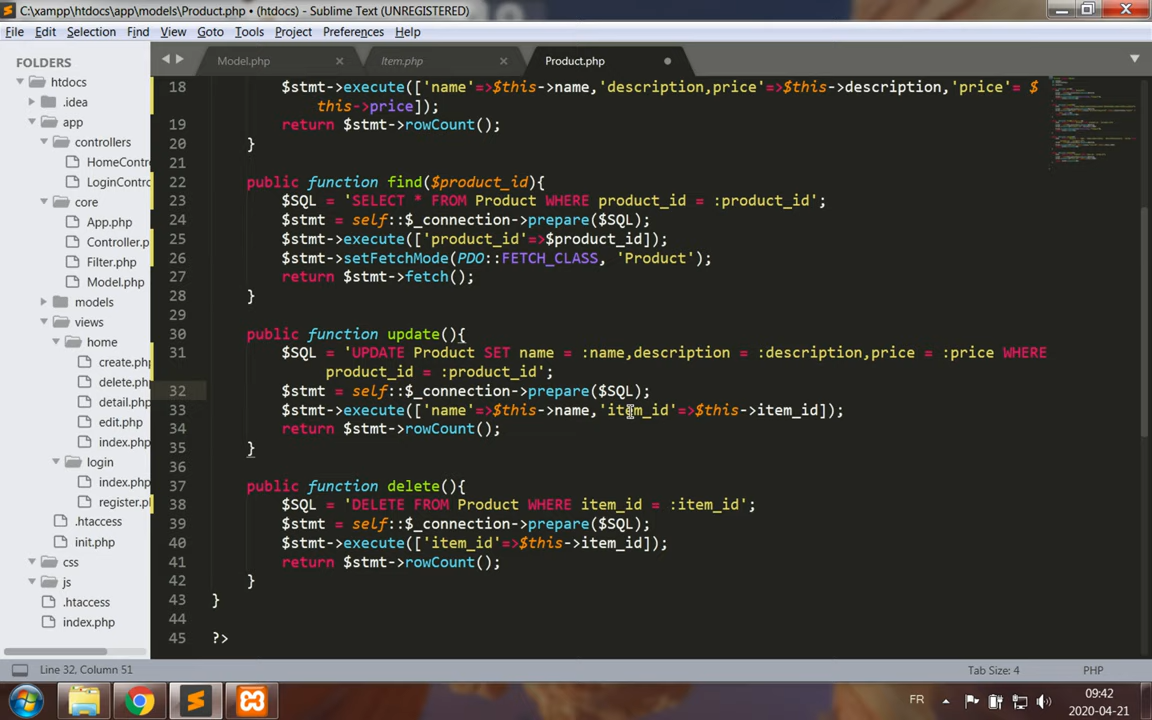 C:\xampp\htdocs\app\models\Product.php • (htdocs) - Sublime Text (UNREGISTERED)
File Edit Selection Find View Goto Tools Project Preferences Help
FOLDERS
htdocs
.idea
app
controllers
HomeContro
LoginContro
core
App.php
Controller.p
Filter.php
Model.php
models
views
home
create.php
delete.php
detail.php
edit.php
index.php
login
index.php
register.pl
.htaccess
init.php
css
js
.htaccess
index.php
Model.php Item.php Product.php
18 $stmt->execute(['name'=>$this->name,'description,price'=>$this->description,'price'= $
this->price]);
19 return $stmt->rowCount();
20 }
21
22 public function find($product_id){
23 $SQL = 'SELECT * FROM Product WHERE product_id = :product_id';
24 $stmt = self::$_connection->prepare($SQL);
25 $stmt->execute(['product_id'=>$product_id]);
26 $stmt->setFetchMode(PDO::FETCH_CLASS, 'Product');
27 return $stmt->fetch();
28 }
29
30 public function update(){
31 $SQL = 'UPDATE Product SET name = :name,description = :description,price = :price WHERE
product_id = :product_id';
32 $stmt = self::$_connection->prepare($SQL);
33 $stmt->execute(['name'=>$this->name,'item_id'=>$this->item_id]);
34 return $stmt->rowCount();
35 }
36
37 public function delete(){
38 $SQL = 'DELETE FROM Product WHERE item_id = :item_id';
39 $stmt = self::$_connection->prepare($SQL);
40 $stmt->execute(['item_id'=>$this->item_id]);
41 return $stmt->rowCount();
42 }
43 }
44
45 ?>
Line 32, Column 51 Tab Size: 4 PHP
FR 09:42
2020-04-21